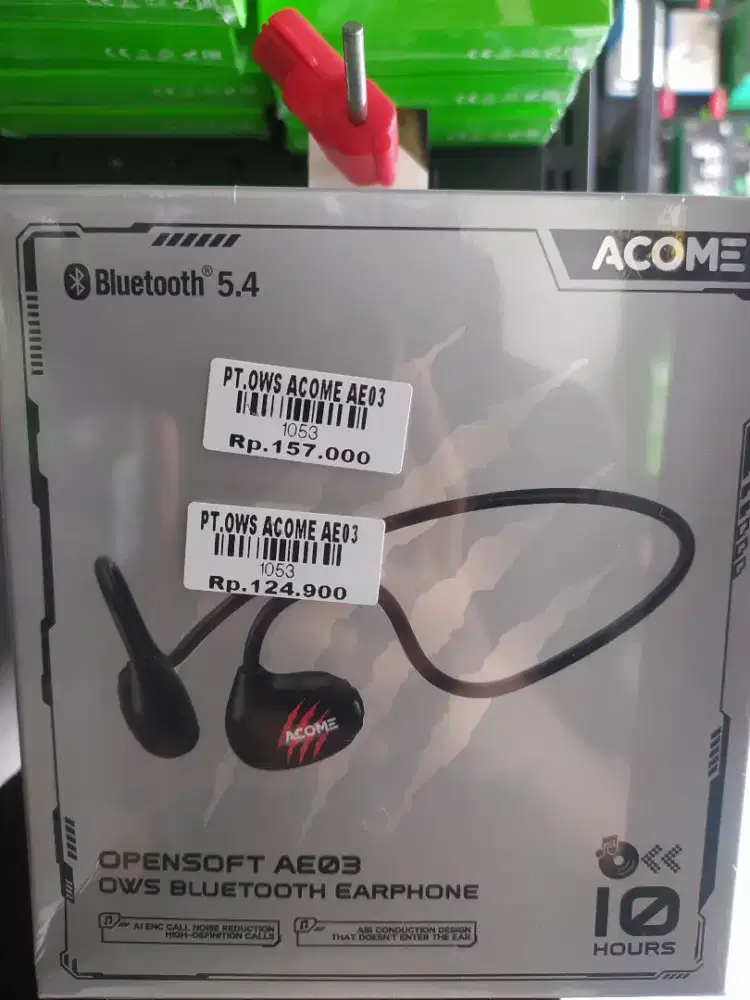 Bluetooth® 5.4
ACOME
PT.OWS ACOME AE03
1053
Rp.157.000
PT.OWS ACOME AE03
1053
Rp.124.900
ACOME
OPENSOFT AE03
OWS BLUETOOTH EARPHONE
AI ENC CALL NOISE REDUCTION
HIGH-DEFINITION CALLS
AIR CONDUCTION DESIGN
THAT DOESN'T ENTER THE EAR
10
HOURS